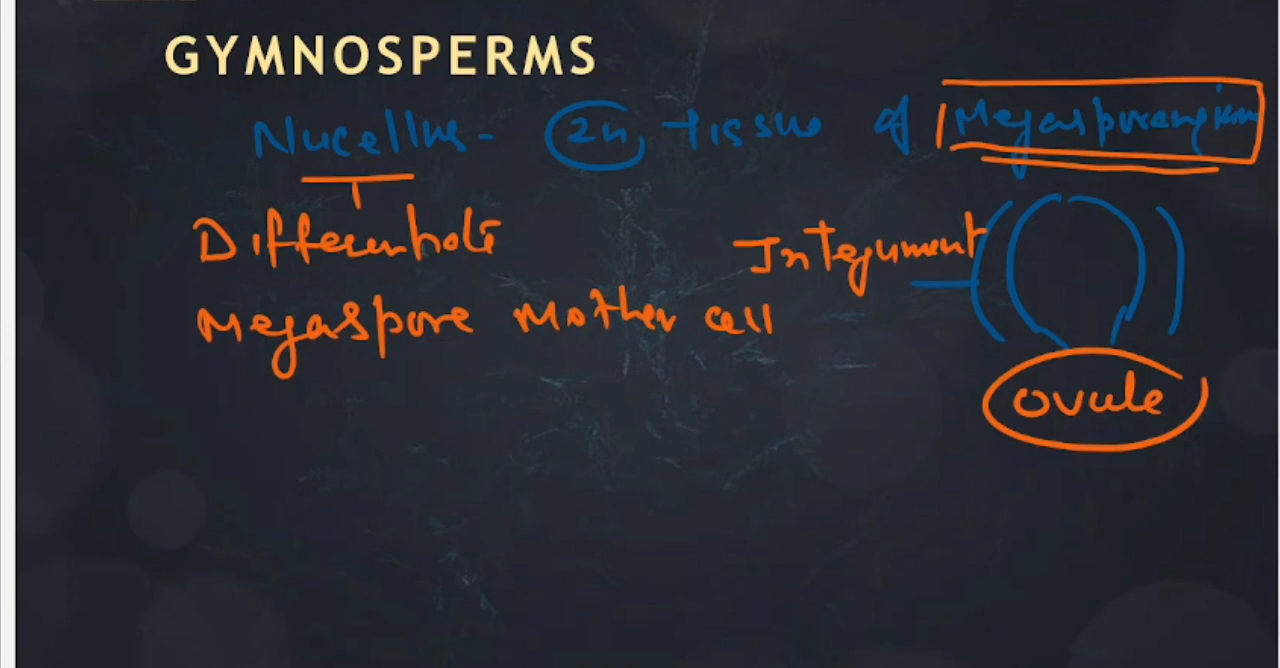 GYMNOSPERMS
Nucellus - 2n tissue of Megasporangium
Differentiate
Integument
Megaspore mother cell
ovule